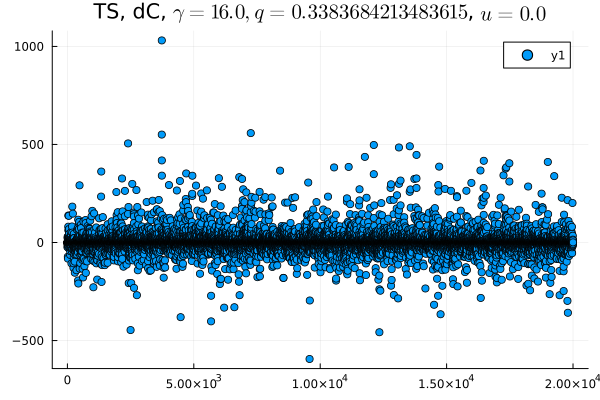 TS, dC, γ = 16.0, q = 0.3383684213483615, u = 0.0
y1
1000
500
0
−500
0 5.00×10³ 1.00×10⁴ 1.50×10⁴ 2.00×10⁴